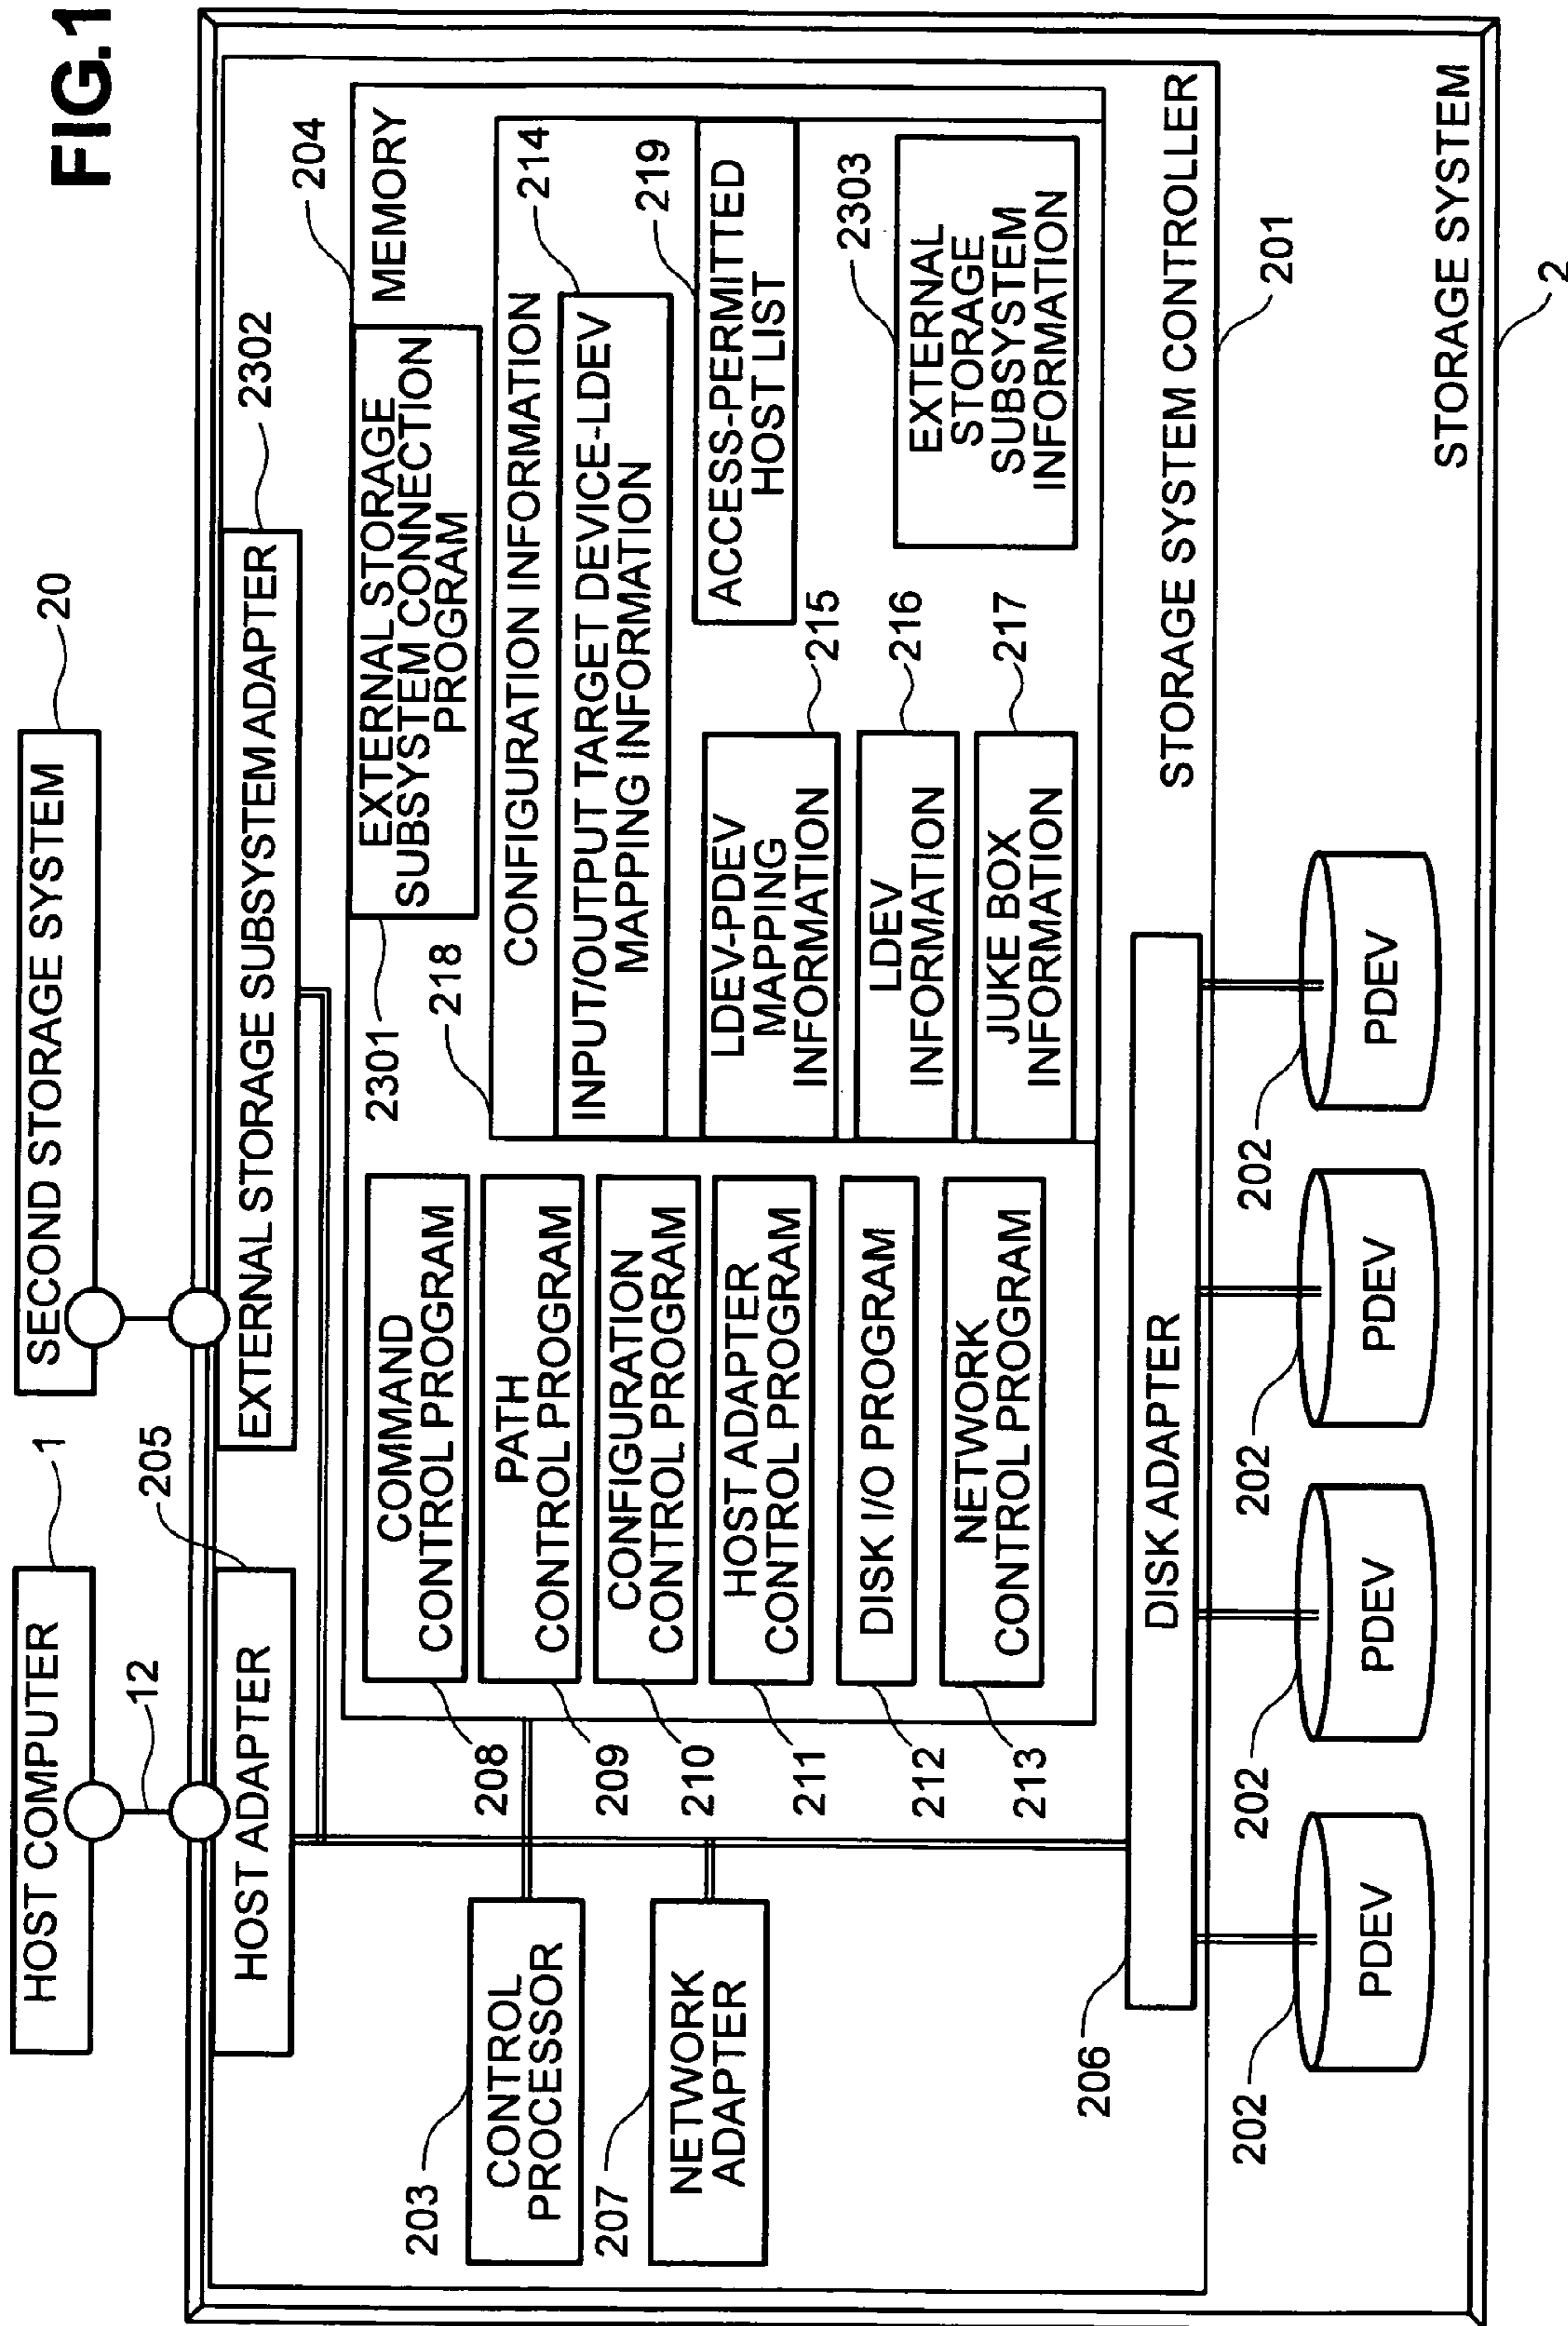 FIG.1
HOST COMPUTER
1
12
SECOND STORAGE SYSTEM
20
HOST ADAPTER
205
EXTERNAL STORAGE SUBSYSTEM ADAPTER
2302
204
MEMORY
2301
EXTERNAL STORAGE
SUBSYSTEM CONNECTION
PROGRAM
203
CONTROL
PROCESSOR
207
NETWORK
ADAPTER
208
COMMAND
CONTROL PROGRAM
209
PATH
CONTROL PROGRAM
210
CONFIGURATION
CONTROL PROGRAM
211
HOST ADAPTER
CONTROL PROGRAM
212
DISK I/O PROGRAM
213
NETWORK
CONTROL PROGRAM
218
CONFIGURATION INFORMATION
214
INPUT/OUTPUT TARGET DEVICE-LDEV
MAPPING INFORMATION
219
ACCESS-PERMITTED
HOST LIST
LDEV-PDEV
MAPPING
INFORMATION
215
LDEV
INFORMATION
216
JUKE BOX
INFORMATION
217
2303
EXTERNAL
STORAGE
SUBSYSTEM
INFORMATION
206
DISK ADAPTER
STORAGE SYSTEM CONTROLLER
201
202
PDEV
202
PDEV
202
PDEV
202
PDEV
STORAGE SYSTEM
2